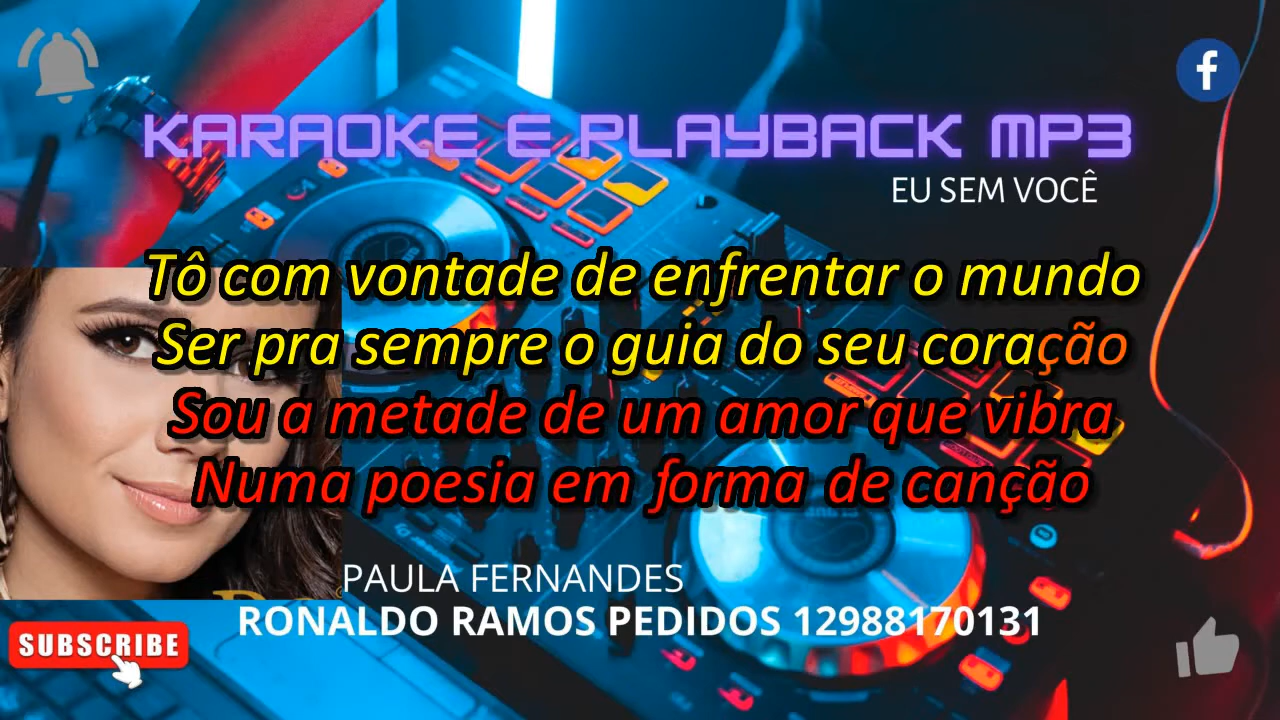 KARAOKE E PLAYBACK MP3
EU SEM VOCÊ
Tô com vontade de enfrentar o mundo
Ser pra sempre o guia do seu coração
Sou a metade de um amor que vibra
Numa poesia em forma de canção
PAULA FERNANDES
RONALDO RAMOS PEDIDOS 12988170131
SUBSCRIBE